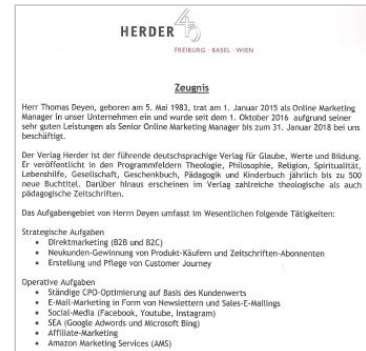 HERDER
FREIBURG · BASEL · WIEN
Zeugnis
Herr Thomas Deyen, geboren am 5. Mai 1983, trat am 1. Januar 2015 als Online Marketing
Manager in unser Unternehmen ein und wurde seit dem 1. Oktober 2016 aufgrund seiner
sehr guten Leistungen als Senior Online Marketing Manager bis zum 31. Januar 2018 bei uns
beschäftigt.
Der Verlag Herder ist der führende deutschsprachige Verlag für Glaube, Werte und Bildung.
Er veröffentlicht in den Programmfeldern Theologie, Philosophie, Religion, Spiritualität,
Lebenshilfe, Gesellschaft, Geschenkbuch, Pädagogik und Kinderbuch jährlich bis zu 500
neue Buchtitel. Darüber hinaus erscheinen im Verlag zahlreiche theologische als auch
pädagogische Zeitschriften.
Das Aufgabengebiet von Herrn Deyen umfasst im Wesentlichen folgende Tätigkeiten:
Strategische Aufgaben
• Direktmarketing (B2B und B2C)
• Neukunden-Gewinnung von Produkt-Käufern und Zeitschriften-Abonnenten
• Erstellung und Pflege von Customer Journey
Operative Aufgaben
• Ständige CPO-Optimierung auf Basis des Kundenwerts
• E-Mail-Marketing in Form von Newslettern und Sales-E-Mailings
• Social-Media (Facebook, Youtube, Instagram)
• SEA (Google Adwords und Microsoft Bing)
• Affiliate-Marketing
• Amazon Marketing Services (AMS)